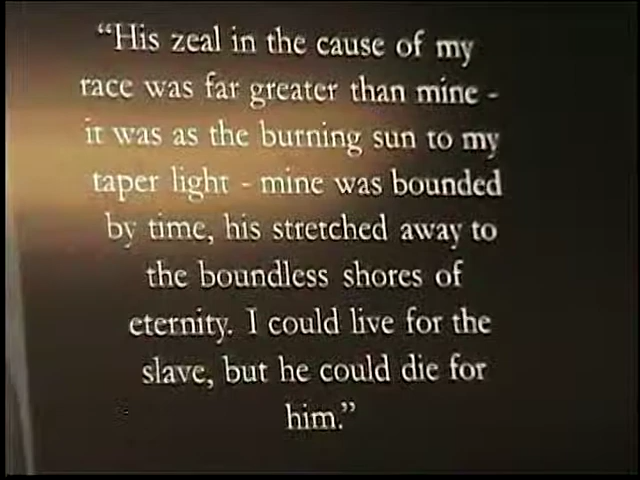 “His zeal in the cause of my
race was far greater than mine -
it was as the burning sun to my
taper light - mine was bounded
by time, his stretched away to
the boundless shores of
eternity. I could live for the
slave, but he could die for
him.”